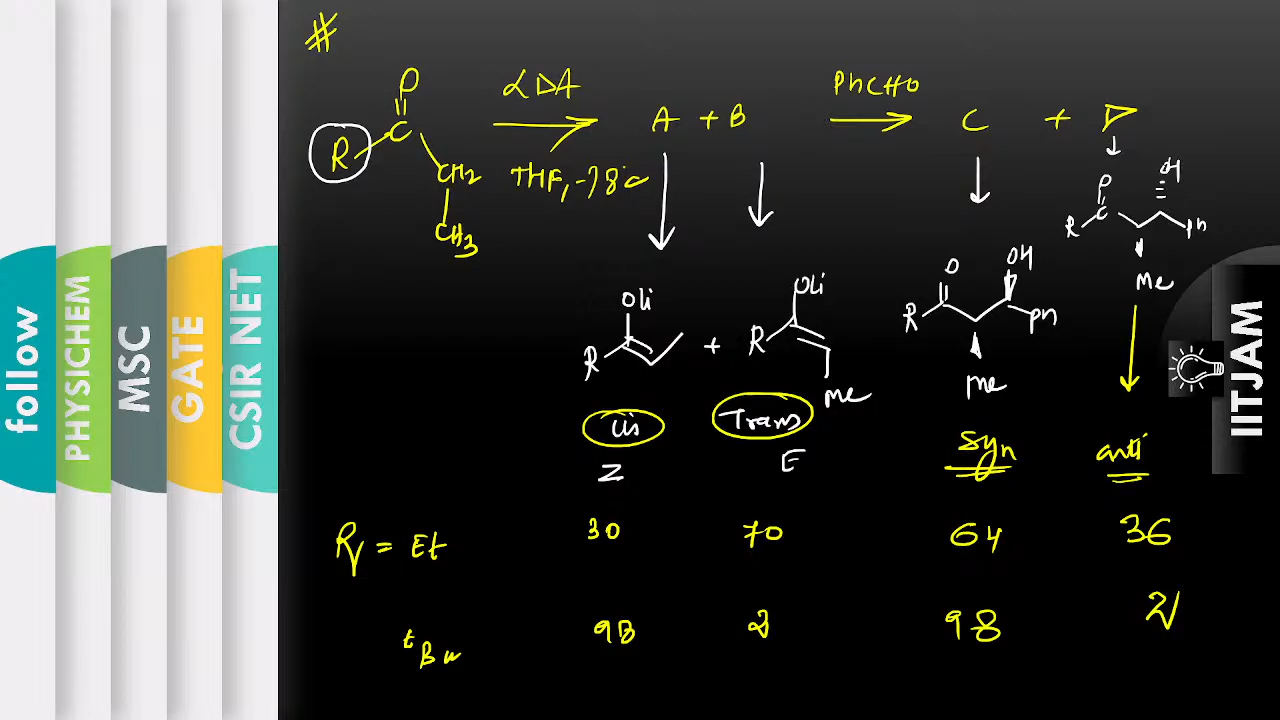 #
O
R
C
CH2
CH3
LDA
THF, -78°C
A + B
PhCHO
C + D
OLi
R
+
OLi
R
Me
O
OH
R
Ph
Me
O
OH
R
C
Ph
Me
cis
Trans
Syn
anti
Z
E
R = Et
30
70
64
36
tBu
98
2
98
2
follow
PHYSICHEM
MSC
GATE
CSIR NET
IITJAM